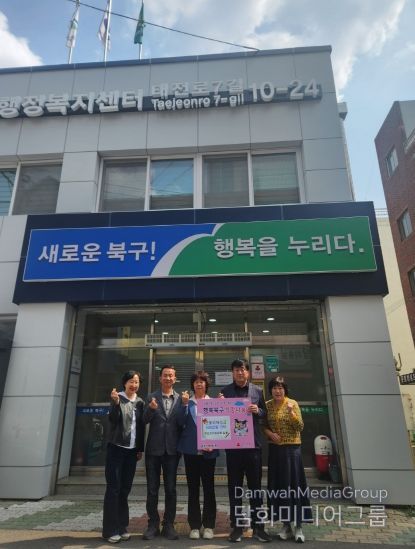 행정복지센터 태전로7길 10-24
Taejeonro 7-gil
새로운 북구! 행복을 누리다.
행복북구
DamwahMediaGroup
담화미디어그룹